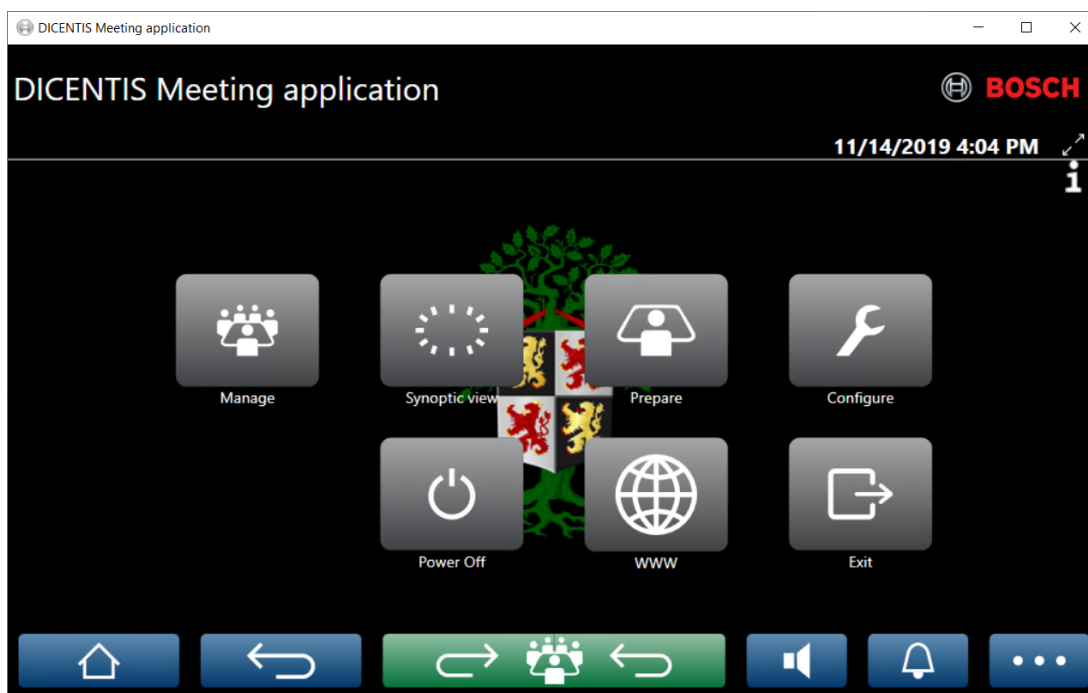 DICENTIS Meeting application
DICENTIS Meeting application
BOSCH
11/14/2019 4:04 PM
Manage
Synoptic view
Prepare
Configure
Power Off
WWW
Exit